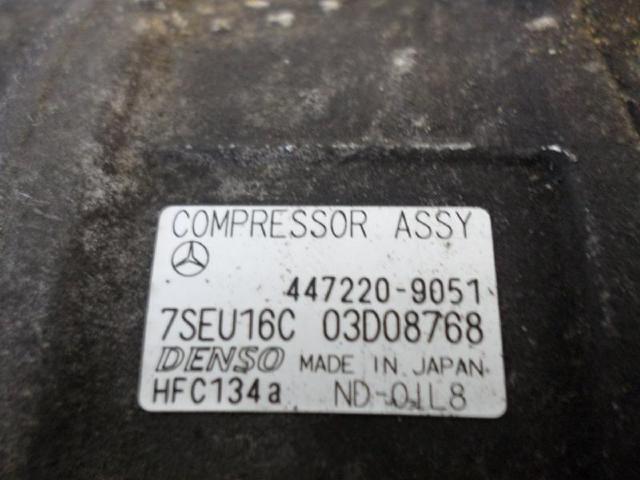 COMPRESSOR ASSY
447220-9051
7SEU16C 03D08768
DENSO MADE IN JAPAN
HFC134a ND-OIL8